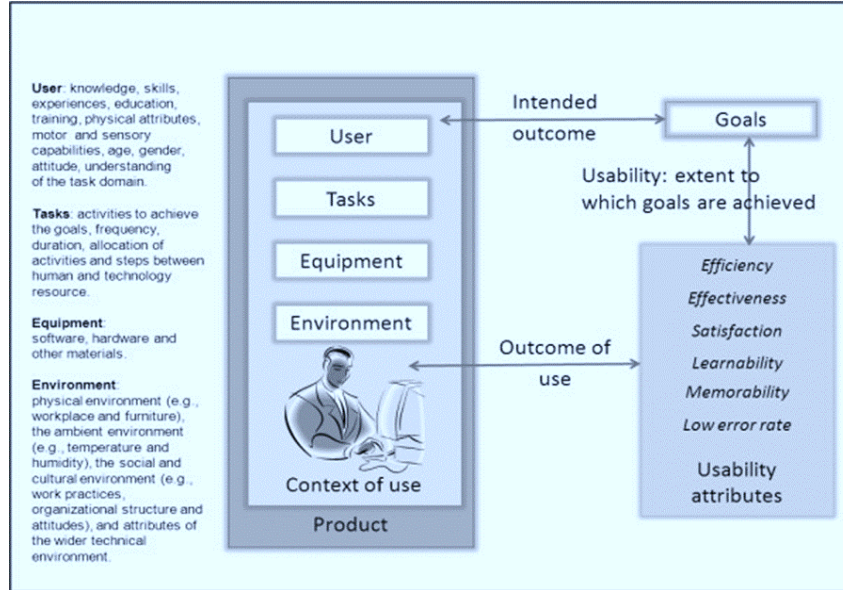 User: knowledge, skills,
experiences, education,
training, physical attributes,
motor and sensory
capabilities, age, gender,
attitude, understanding
of the task domain.
Tasks: activities to achieve
the goals, frequency,
duration, allocation of
activities and steps between
human and technology
resource.
Equipment:
software, hardware and
other materials.
Environment:
physical environment (e.g.,
workplace and furniture),
the ambient environment
(e.g., temperature and
humidity), the social and
cultural environment (e.g.,
work practices,
organizational structure and
attitudes), and attributes of
the wider technical
environment.
User
Tasks
Equipment
Environment
Context of use
Product
Intended
outcome
Goals
Usability: extent to
which goals are achieved
Outcome of
use
Efficiency
Effectiveness
Satisfaction
Learnability
Memorability
Low error rate
Usability
attributes